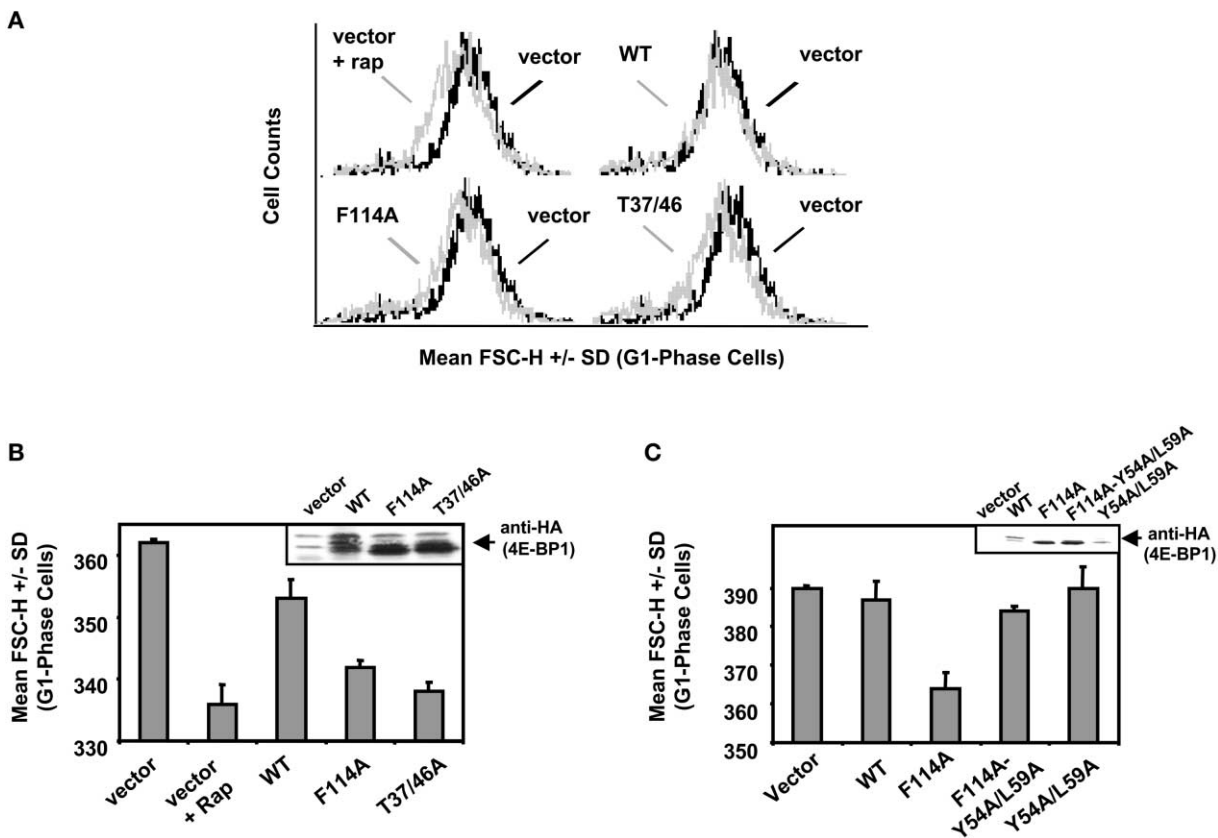 A
vector
+ rap
vector
WT
vector
F114A
vector
T37/46
vector
Cell Counts
Mean FSC-H +/- SD (G1-Phase Cells)
B
vector
WT
F114A
T37/46A
anti-HA
(4E-BP1)
Mean FSC-H +/- SD
(G1-Phase Cells)
360
350
340
330
vector
vector
+ Rap
WT
F114A
T37/46A
C
vector
WT
F114A
F114A-Y54A/L59A
Y54A/L59A
anti-HA
(4E-BP1)
Mean FSC-H +/- SD
(G1-Phase Cells)
390
380
370
360
350
Vector
WT
F114A
F114A-
Y54A/L59A
Y54A/L59A